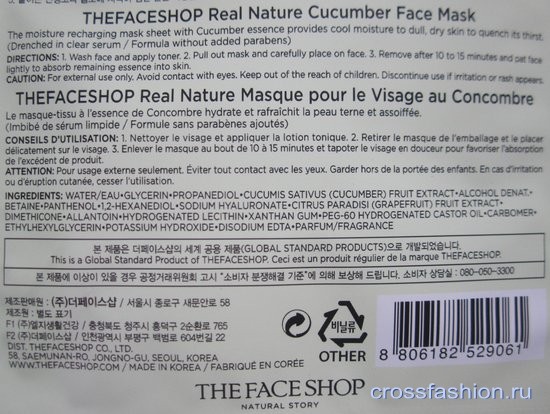 THEFACESHOP Real Nature Cucumber Face Mask
The moisture recharging mask sheet with Cucumber essence provides cool moisture to dull, dry skin to quench its thirst.
(Drenched in clear serum / Formula without added parabens)
DIRECTIONS: 1. Wash face and apply toner. 2. Pull out mask and carefully place on face. 3. Remove after 10 to 15 minutes and pat face
lightly to absorb remaining essence into skin.
CAUTION: For external use only. Avoid contact with eyes. Keep out of the reach of children. Discontinue use if irritation or rash appears.
THEFACESHOP Real Nature Masque pour le Visage au Concombre
Le masque-tissu à l'essence de Concombre hydrate et rafraîchit la peau terne et assoiffée.
(Imbibé de sérum limpide / Formule sans parabènes ajoutés)
CONSEILS D'UTILISATION: 1. Nettoyer le visage et appliquer la lotion tonique. 2. Retirer le masque de l'emballage et le placer
délicatement sur le visage. 3. Enlever le masque au bout de 10 à 15 minutes et tapoter le visage en douceur pour favoriser l'absorption
de l'excédent de produit.
ATTENTION: Pour usage externe seulement. Éviter tout contact avec les yeux. Garder hors de la portée des enfants. En cas d'irritation
ou d'éruption cutanée, cesser l'utilisation.
INGREDIENTS: WATER/EAU•GLYCERIN•PROPANEDIOL•CUCUMIS SATIVUS (CUCUMBER) FRUIT EXTRACT•ALCOHOL DENAT.•
BETAINE•PANTHENOL•1,2-HEXANEDIOL•SODIUM HYALURONATE•CITRUS PARADISI (GRAPEFRUIT) FRUIT EXTRACT•
DIMETHICONE•ALLANTOIN•HYDROGENATED LECITHIN•XANTHAN GUM•PEG-60 HYDROGENATED CASTOR OIL•CARBOMER•
ETHYLHEXYLGLYCERIN•POTASSIUM HYDROXIDE•DISODIUM EDTA•PARFUM/FRAGRANCE
본 제품은 더페이스샵의 세계 공용 제품(GLOBAL STANDARD PRODUCTS)으로 개발되었습니다.
This is a Global Standard Product of THEFACESHOP. Ceci est un produit régulier de la marque THEFACESHOP.
본 제품에 이상이 있을 경우 공정거래위원회 고시 "소비자 분쟁해결 기준"에 의해 보상해 드립니다. 소비자 상담실 : 080-050-3300
제조판매원 : (주)더페이스샵 / 서울시 종로구 새문안로 58
제조원 : 별도 표기
F1 (주)엘지생활건강 / 충청북도 청주시 흥덕구 2순환로 765
F2 (주)더페이스샵 / 인천광역시 부평구 백범로 604번길 22
DIST. THEFACESHOP CO., LTD.
58, SAEMUNAN-RO, JONGNO-GU, SEOUL, KOREA
WWW.THEFACESHOP.COM / MADE IN KOREA / FABRIQUÉ EN CORÉE
비닐류
OTHER
8 806182 529061
THE FACE SHOP
NATURAL STORY
crossfashion.ru